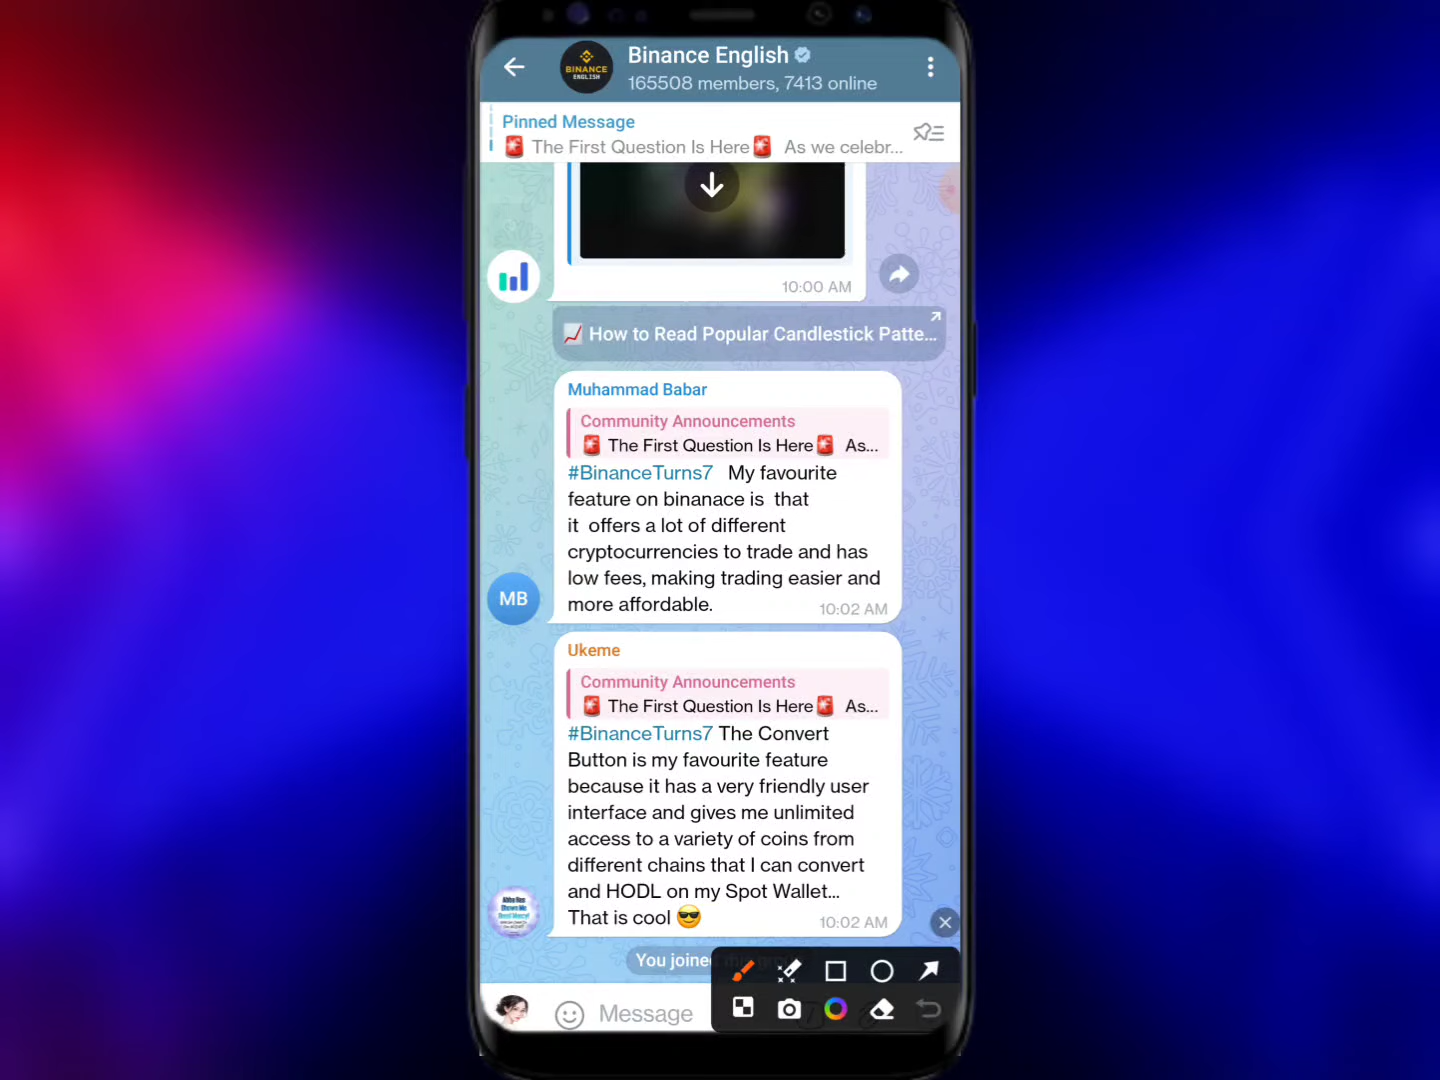 Binance English
165508 members, 7413 online
BINANCE
ENGLISH
Pinned Message
🚨 The First Question Is Here🚨 As we celebr...
10:00 AM
📈 How to Read Popular Candlestick Patte...
Muhammad Babar
Community Announcements
🚨 The First Question Is Here🚨 As...
#BinanceTurns7 My favourite
feature on binanace is that
it offers a lot of different
cryptocurrencies to trade and has
low fees, making trading easier and
more affordable.
10:02 AM
MB
Ukeme
Community Announcements
🚨 The First Question Is Here🚨 As...
#BinanceTurns7 The Convert
Button is my favourite feature
because it has a very friendly user
interface and gives me unlimited
access to a variety of coins from
different chains that I can convert
and HODL on my Spot Wallet...
That is cool 😎
10:02 AM
You joined
Message